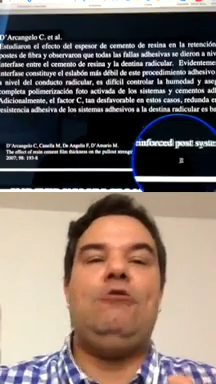 D'Arcangelo C, et al.
Estudiaron el efecto del espesor de cemento de resina en la retención
postes de fibra y observaron que todas las fallas adhesivas se dieron a niv
interfase entre el cemento de resina y la dentina radicular. Evidenteme
interfase constituye el eslabón más débil de este procedimiento adhesivo
a nivel del conducto radicular, es difícil controlar la humedad y ase
completa polimerización foto activada de los sistemas y cementos adh
Adicionalmente, el factor C, tan desfavorable en estos casos, redunda e
resistencia adhesiva de los sistemas adhesivos a la dentina radicular es ba
D'Arcangelo C, Cinelli M, De Angelis F, D'Amario M.
The effect of resin cement film thickness on the pullout streng
2007; 98: 193-8
einforced post syste